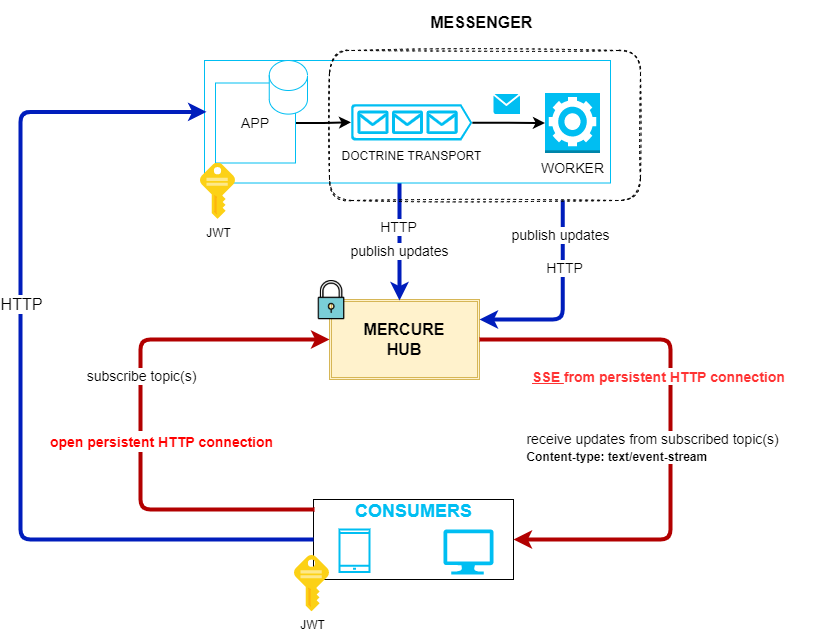 MESSENGER
APP
DOCTRINE TRANSPORT
WORKER
JWT
HTTP
publish updates
publish updates
HTTP
HTTP
MERCURE
HUB
subscribe topic(s)
SSE from persistent HTTP connection
open persistent HTTP connection
receive updates from subscribed topic(s)
Content-type: text/event-stream
CONSUMERS
JWT